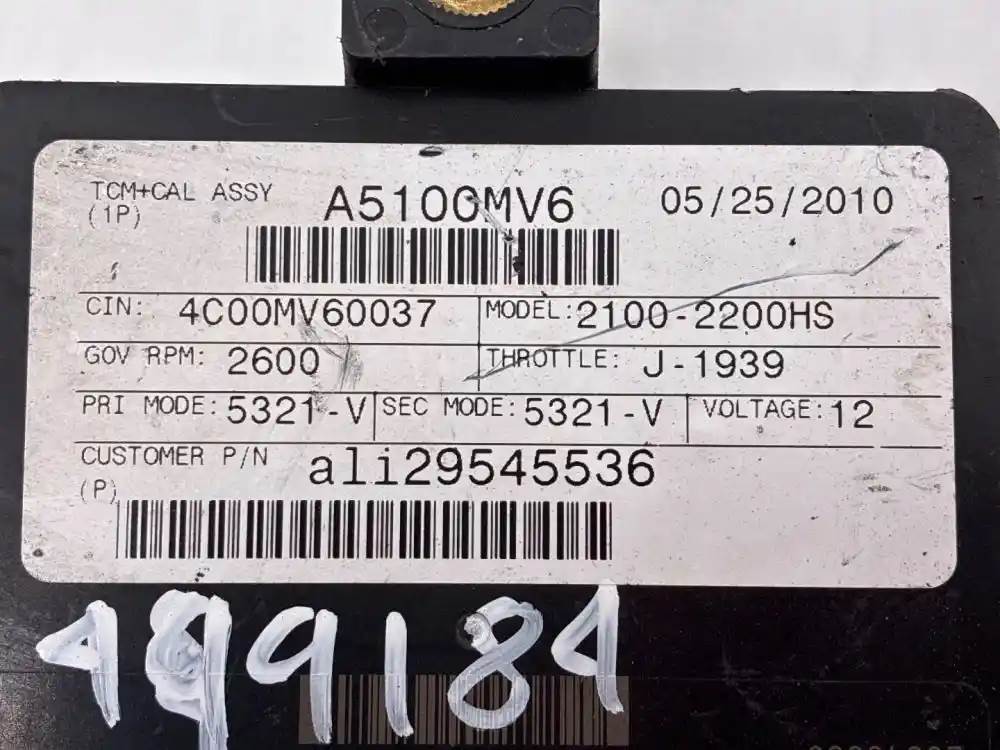 TCM+CAL ASSY A5100MV6 05/25/2010
(1P)
CIN: 4C00MV60037 MODEL: 2100-2200HS
GOV RPM: 2600 THROTTLE: J-1939
PRI MODE: 5321-V SEC MODE: 5321-V VOLTAGE: 12
CUSTOMER P/N ali29545536
(P)
499184